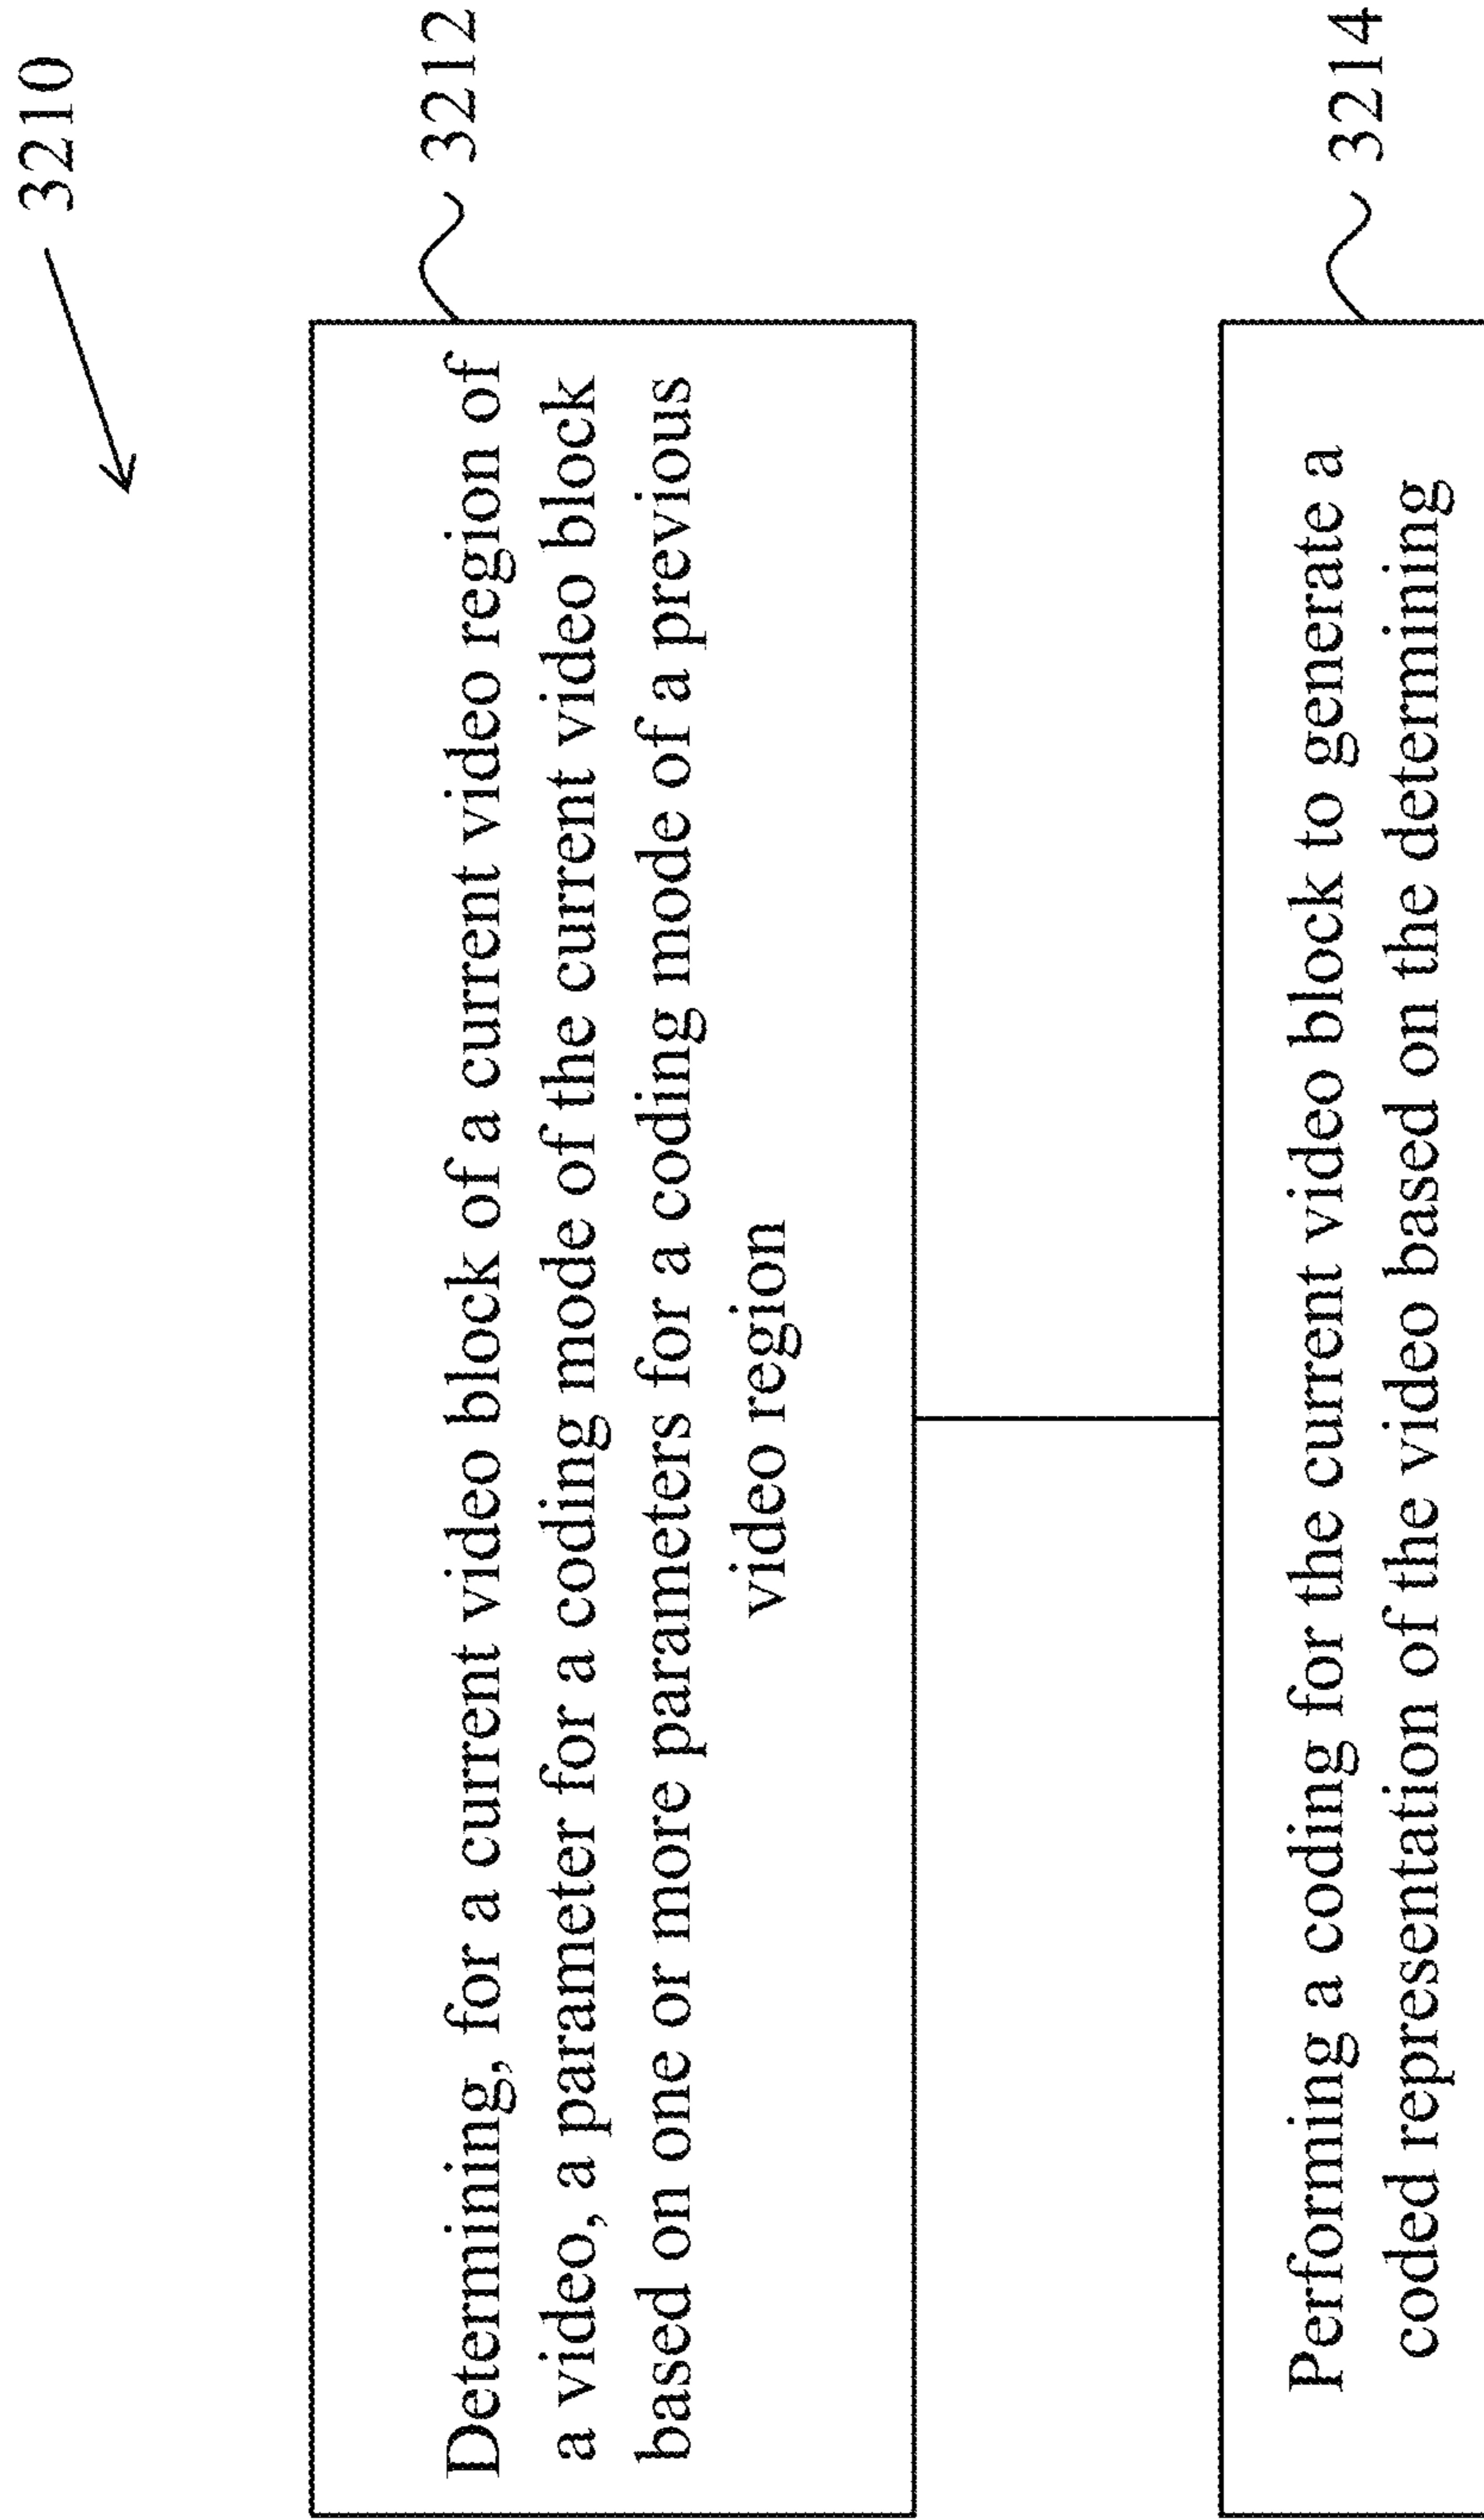 3210
3212
Determining, for a current video block of a current video region of
a video, a parameter for a coding mode of the current video block
based on one or more parameters for a coding mode of a previous
video region
3214
Performing a coding for the current video block to generate a
coded representation of the video based on the determining